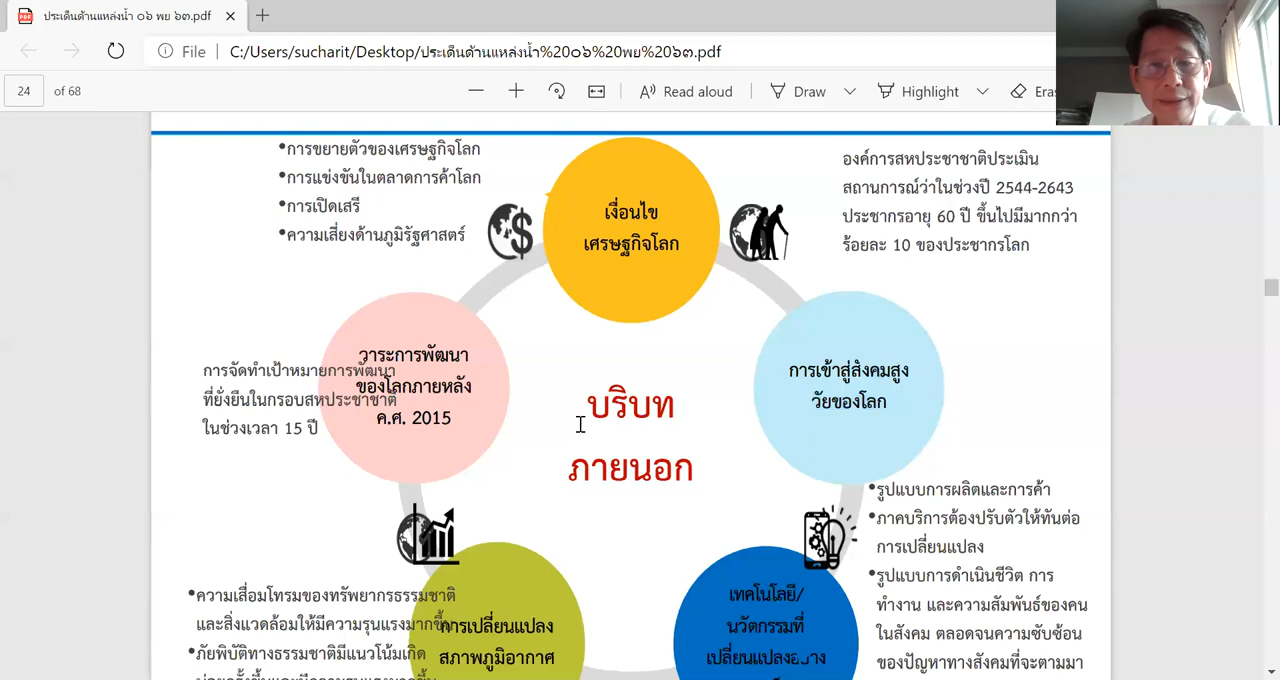 ประเด็นด้านแหล่งน้ำ ๐๖ พย ๖๓.pdf
File
C:/Users/sucharit/Desktop/ประเด็นด้านแหล่งน้ำ%20๐๖%20พย%20๖๓.pdf
24 of 68
Read aloud
Draw
Highlight
•การขยายตัวของเศรษฐกิจโลก
•การแข่งขันในตลาดการค้าโลก
•การเปิดเสรี
•ความเสี่ยงด้านภูมิรัฐศาสตร์
เงื่อนไข
เศรษฐกิจโลก
องค์การสหประชาชาติประเมิน
สถานการณ์ว่าในช่วงปี 2544-2643
ประชากรอายุ 60 ปี ขึ้นไปมีมากกว่า
ร้อยละ 10 ของประชากรโลก
วาระการพัฒนา
ของโลกภายหลัง
ค.ศ. 2015
การจัดทำเป้าหมายการพัฒนา
ที่ยั่งยืนในกรอบสหประชาชาติ
ในช่วงเวลา 15 ปี
บริบท
ภายนอก
การเข้าสู่สังคมสูง
วัยของโลก
•รูปแบบการผลิตและการค้า
•ภาคบริการต้องปรับตัวให้ทันต่อ
การเปลี่ยนแปลง
•รูปแบบการดำเนินชีวิต การ
ทำงาน และความสัมพันธ์ของคน
ในสังคม ตลอดจนความซับซ้อน
ของปัญหาทางสังคมที่จะตามมา
เทคโนโลยี/
นวัตกรรมที่
•ความเสื่อมโทรมของทรัพยากรธรรมชาติ
และสิ่งแวดล้อมให้มีความรุนแรงมากขึ้น
•ภัยพิบัติทางธรรมชาติมีแนวโน้มเกิด
การเปลี่ยนแปลง
สภาพภูมิอากาศ